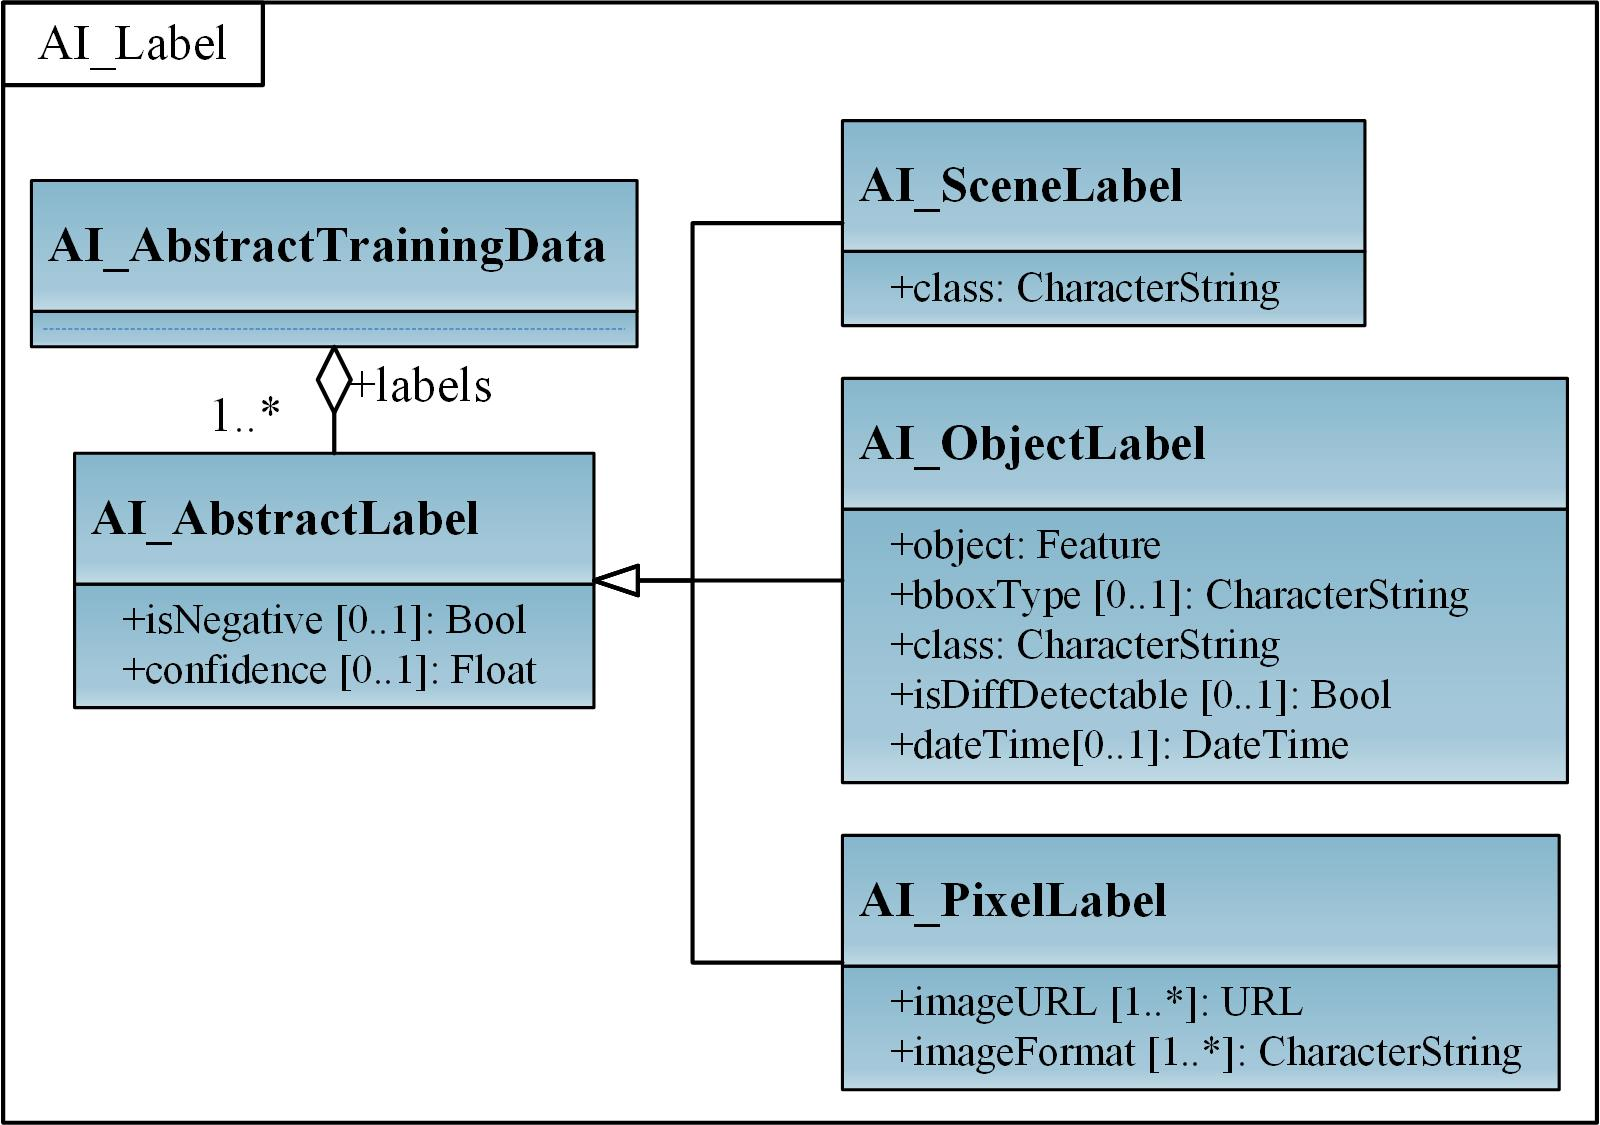 AI_Label
AI_AbstractTrainingData
+labels
1..*
AI_AbstractLabel
+isNegative [0..1]: Bool
+confidence [0..1]: Float
AI_SceneLabel
+class: CharacterString
AI_ObjectLabel
+object: Feature
+bboxType [0..1]: CharacterString
+class: CharacterString
+isDiffDetectable [0..1]: Bool
+dateTime[0..1]: DateTime
AI_PixelLabel
+imageURL [1..*]: URL
+imageFormat [1..*]: CharacterString